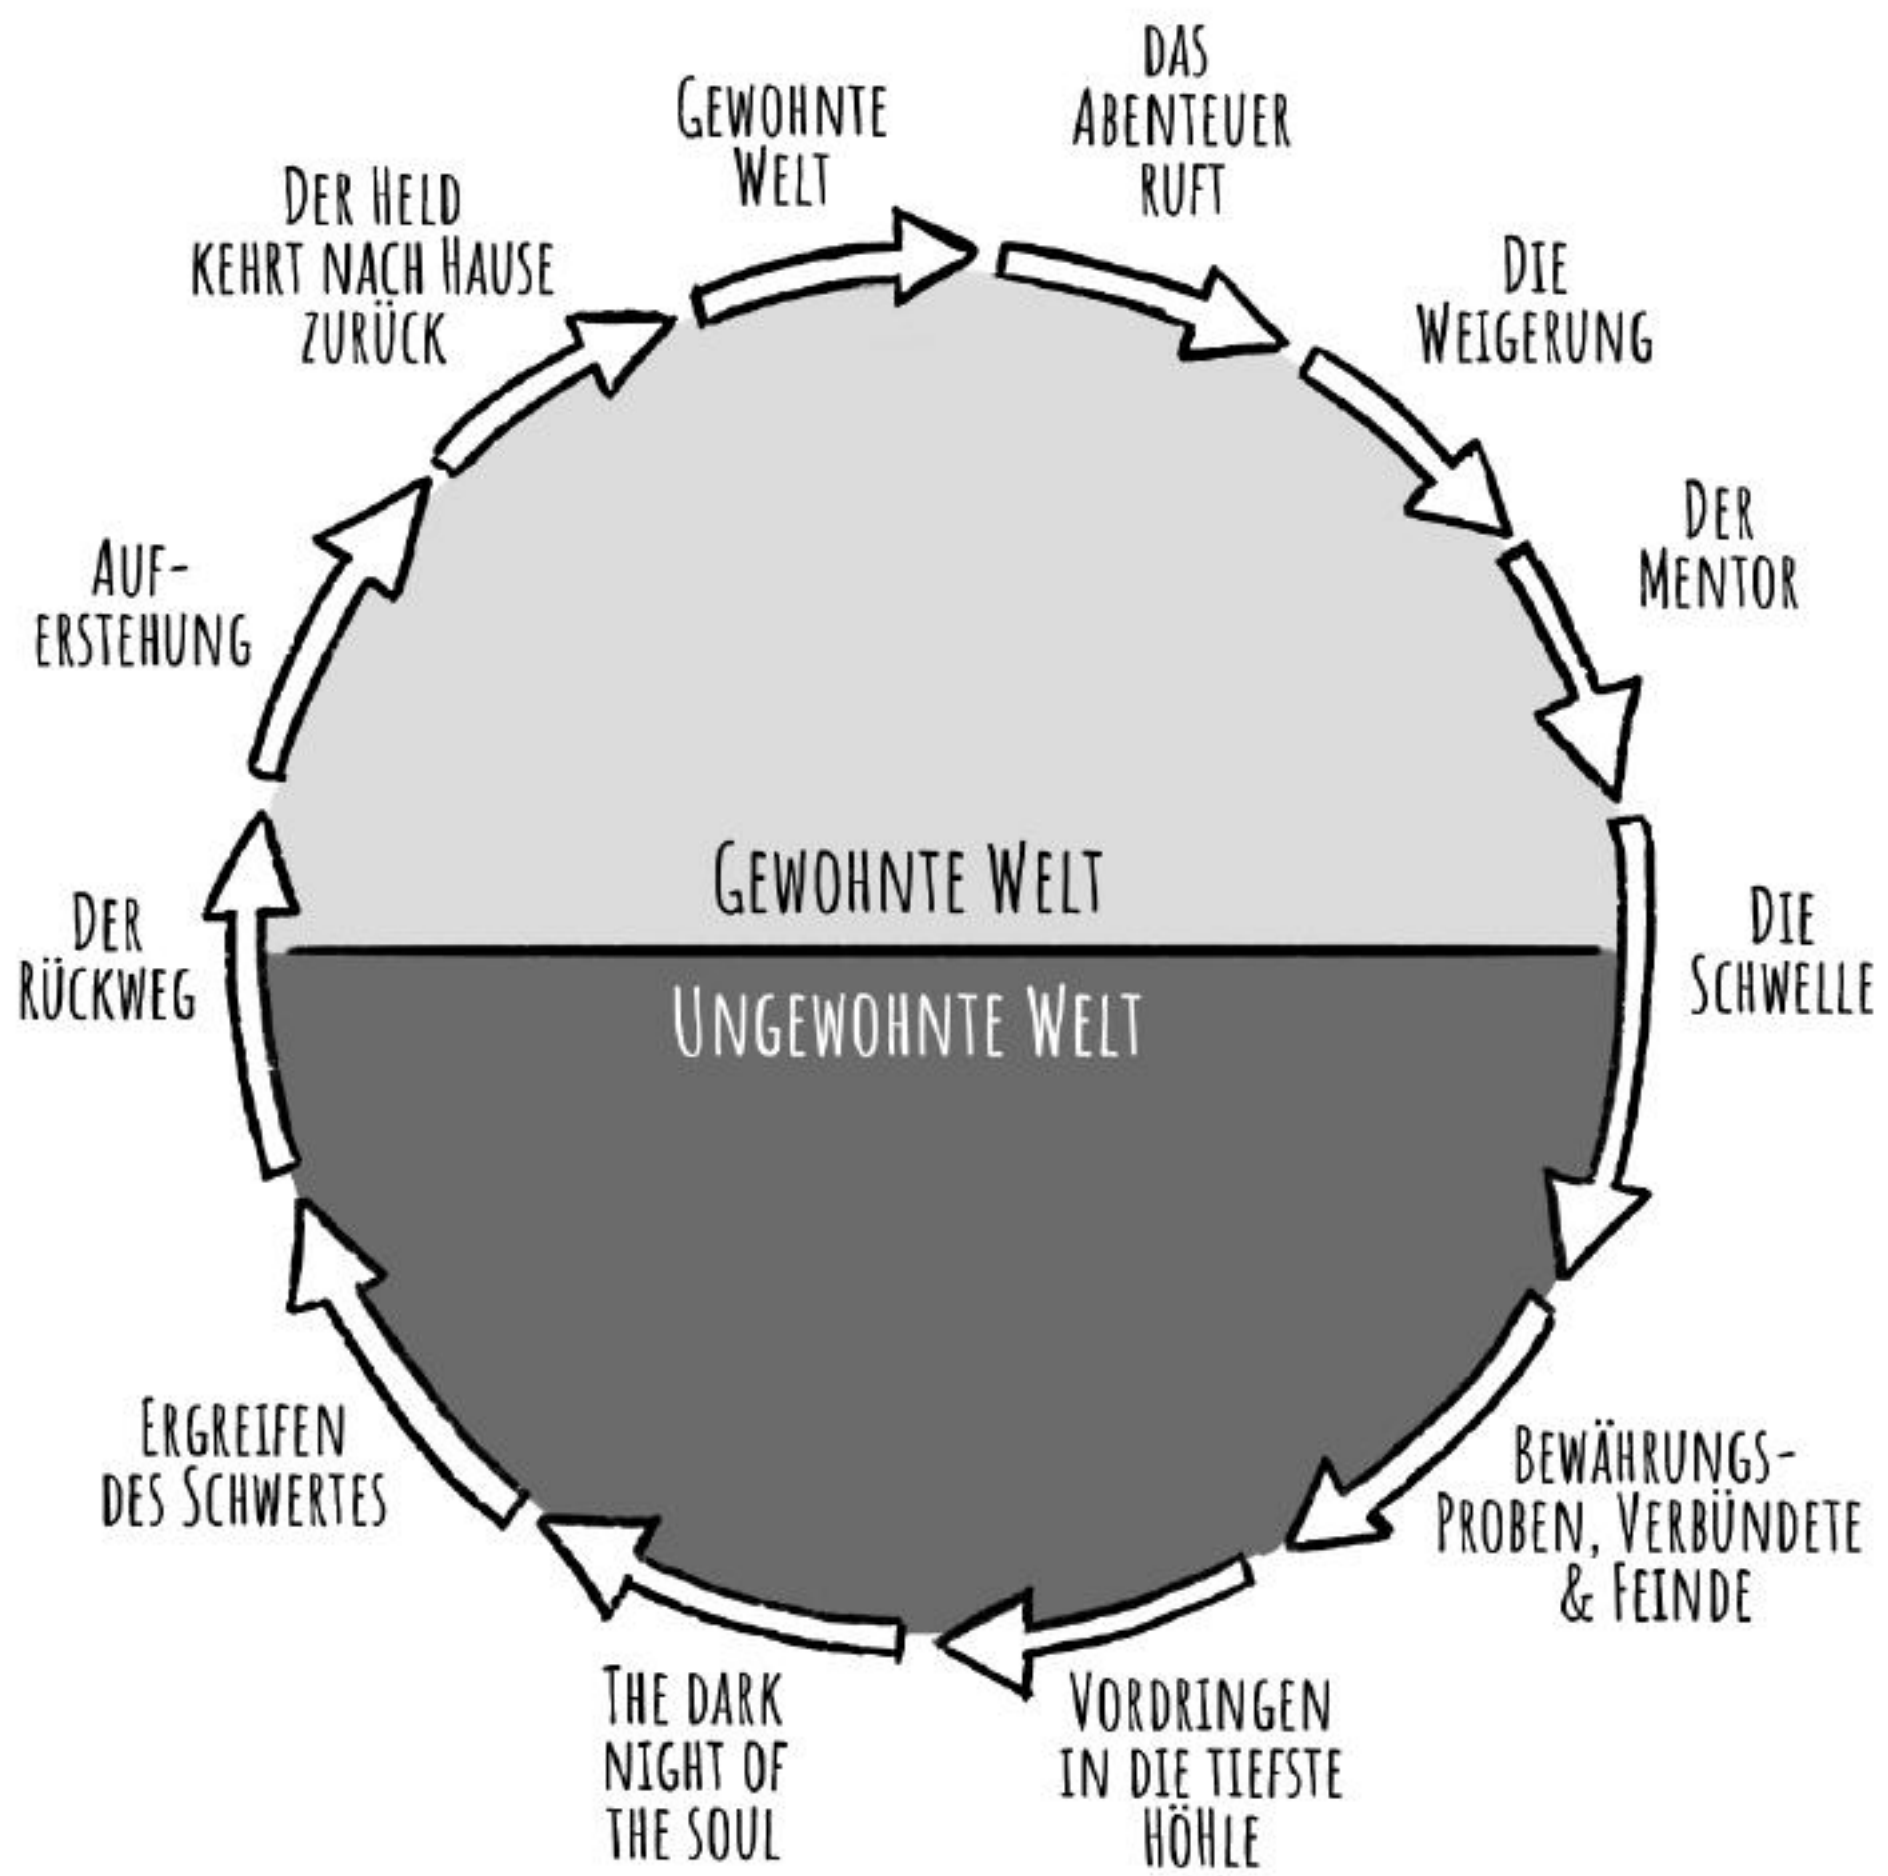 Gewohnte
Welt
das
Abenteuer
ruft
Die
Weigerung
Der
Mentor
Die
Schwelle
Bewährungs-
Proben, Verbündete
& Feinde
Vordringen
in die tiefste
Höhle
The dark
night of
the soul
Ergreifen
des Schwertes
Der
Rückweg
Auf-
erstehung
Der Held
kehrt nach Hause
zurück
Gewohnte Welt
Ungewohnte Welt